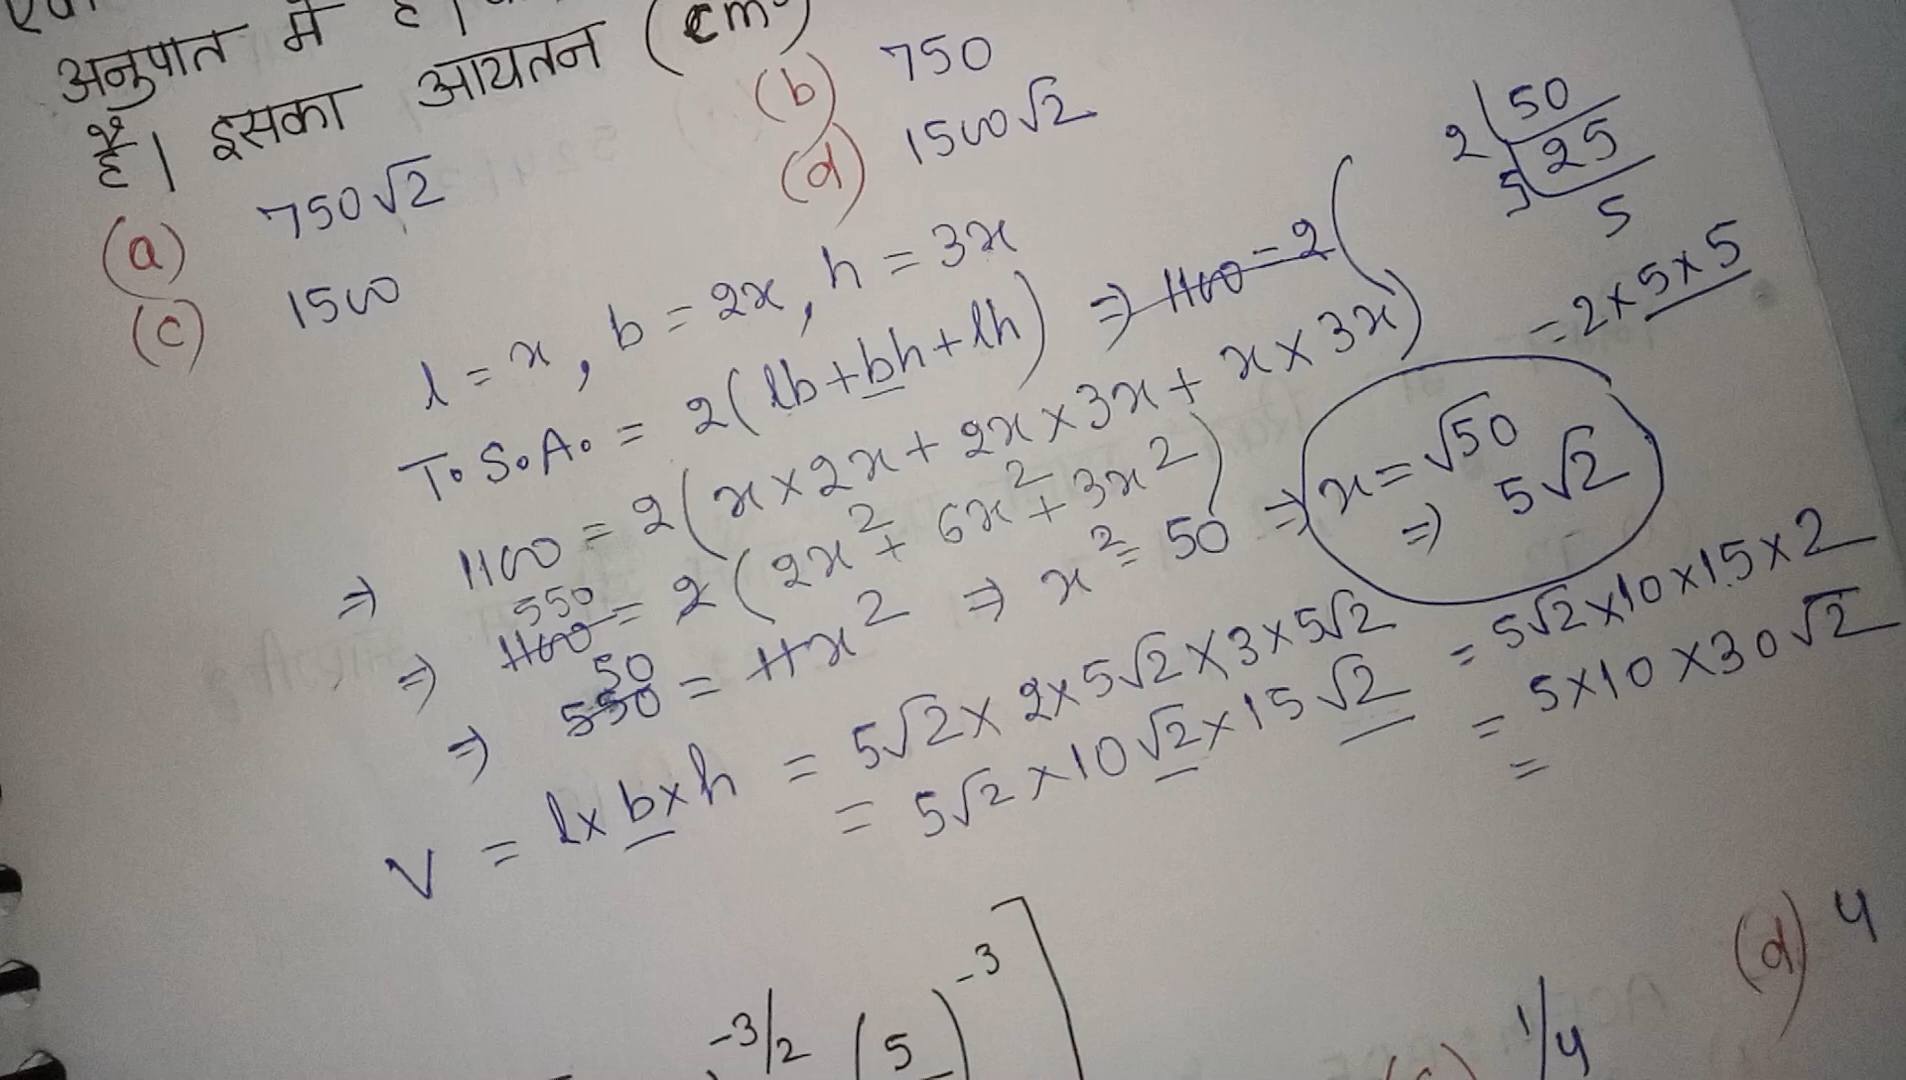 अनुपात में है।
है। इसका आयतन (cm³)
(a) 750√2 (b) 750
(c) 1500 (d) 1500√2
l = x, b = 2x, h = 3x
T.S.A. = 2(lb+bh+lh) ⇒ 1100 = 2(
⇒ 1100 = 2(x×2x + 2x×3x + x×3x)
⇒ 1100 550 = 2(2x²+ 6x²+3x²)
⇒ 550 50 = 11x² ⇒ x² = 50 ⇒ x = √50
⇒ 5√2
2 | 50
5 | 25
5
= 2×5×5
V = l×b×h = 5√2 × 2×5√2 × 3×5√2
= 5√2 ×10√2 ×15√2
= 5√2×10×15×2
= 5×10×30√2
=
-3/2 (5)-3]
1/4 (d) 4